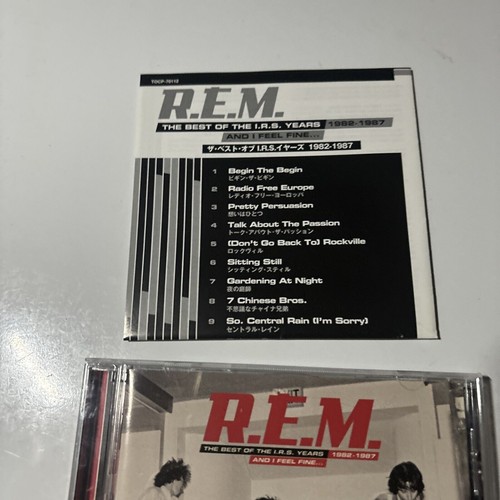 TOCP-70112
R.E.M.
THE BEST OF THE I.R.S. YEARS 1982-1987
AND I FEEL FINE...
ザ・ベスト・オブ I.R.S.イヤーズ 1982-1987
1 Begin The Begin
ビギン・ザ・ビギン
2 Radio Free Europe
レディオ・フリー・ヨーロッパ
3 Pretty Persuasion
想いはひとつ
4 Talk About The Passion
トーク・アバウト・ザ・パッション
5 (Don't Go Back To) Rockville
ロックヴィル
6 Sitting Still
シッティング・スティル
7 Gardening At Night
夜の庭師
8 7 Chinese Bros.
不思議なチャイナ兄弟
9 So. Central Rain (I'm Sorry)
セントラル・レイン
R.E.M.
THE BEST OF THE I.R.S. YEARS 1982-1987
AND I FEEL FINE...